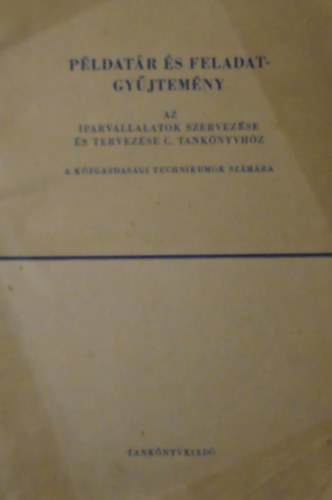 PÉLDATÁR ÉS FELADAT-
GYŰJTEMÉNY
AZ
IPARVÁLLALATOK SZERVEZÉSE
ÉS TERVEZÉSE C. TANKÖNYVHÖZ
A KÖZGAZDASÁGI TECHNIKUMOK SZÁMÁRA
TANKÖNYVKIADÓ